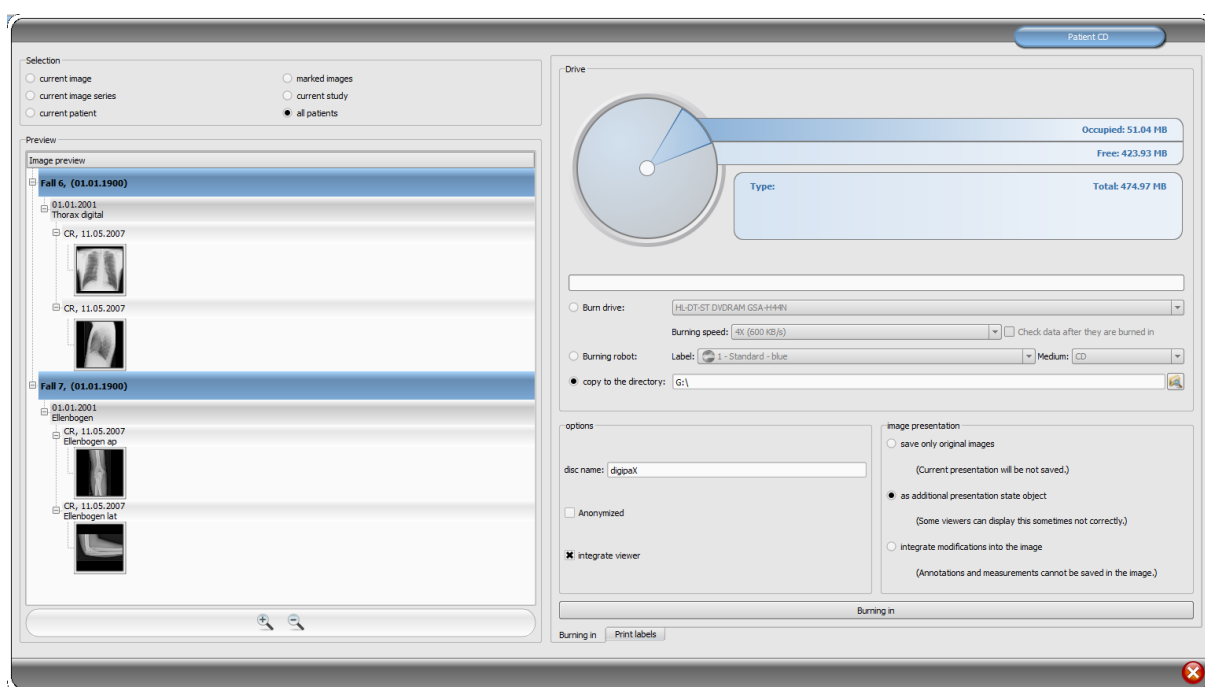 Patient CD
Selection
current image
marked images
current image series
current study
current patient
all patients
Preview
Image preview
Fall 6, (01.01.1900)
01.01.2001
Thorax digital
CR, 11.05.2007
CR, 11.05.2007
Fall 7, (01.01.1900)
01.01.2001
Ellenbogen
CR, 11.05.2007
Ellenbogen ap
CR, 11.05.2007
Ellenbogen lat
Drive
Occupied: 51.04 MB
Free: 423.93 MB
Type: Total: 474.97 MB
Burn drive: HL-DT-ST DVDRAM GSA-H44N
Burning speed: 4X (600 KB/s) Check data after they are burned in
Burning robot: Label: 1 - Standard - blue Medium: CD
copy to the directory: G:\
options
disc name: digipaX
Anonymized
integrate viewer
image presentation
save only original images
(Current presentation will be not saved.)
as additional presentation state object
(Some viewers can display this sometimes not correctly.)
integrate modifications into the image
(Annotations and measurements cannot be saved in the image.)
Burning in
Burning in Print labels